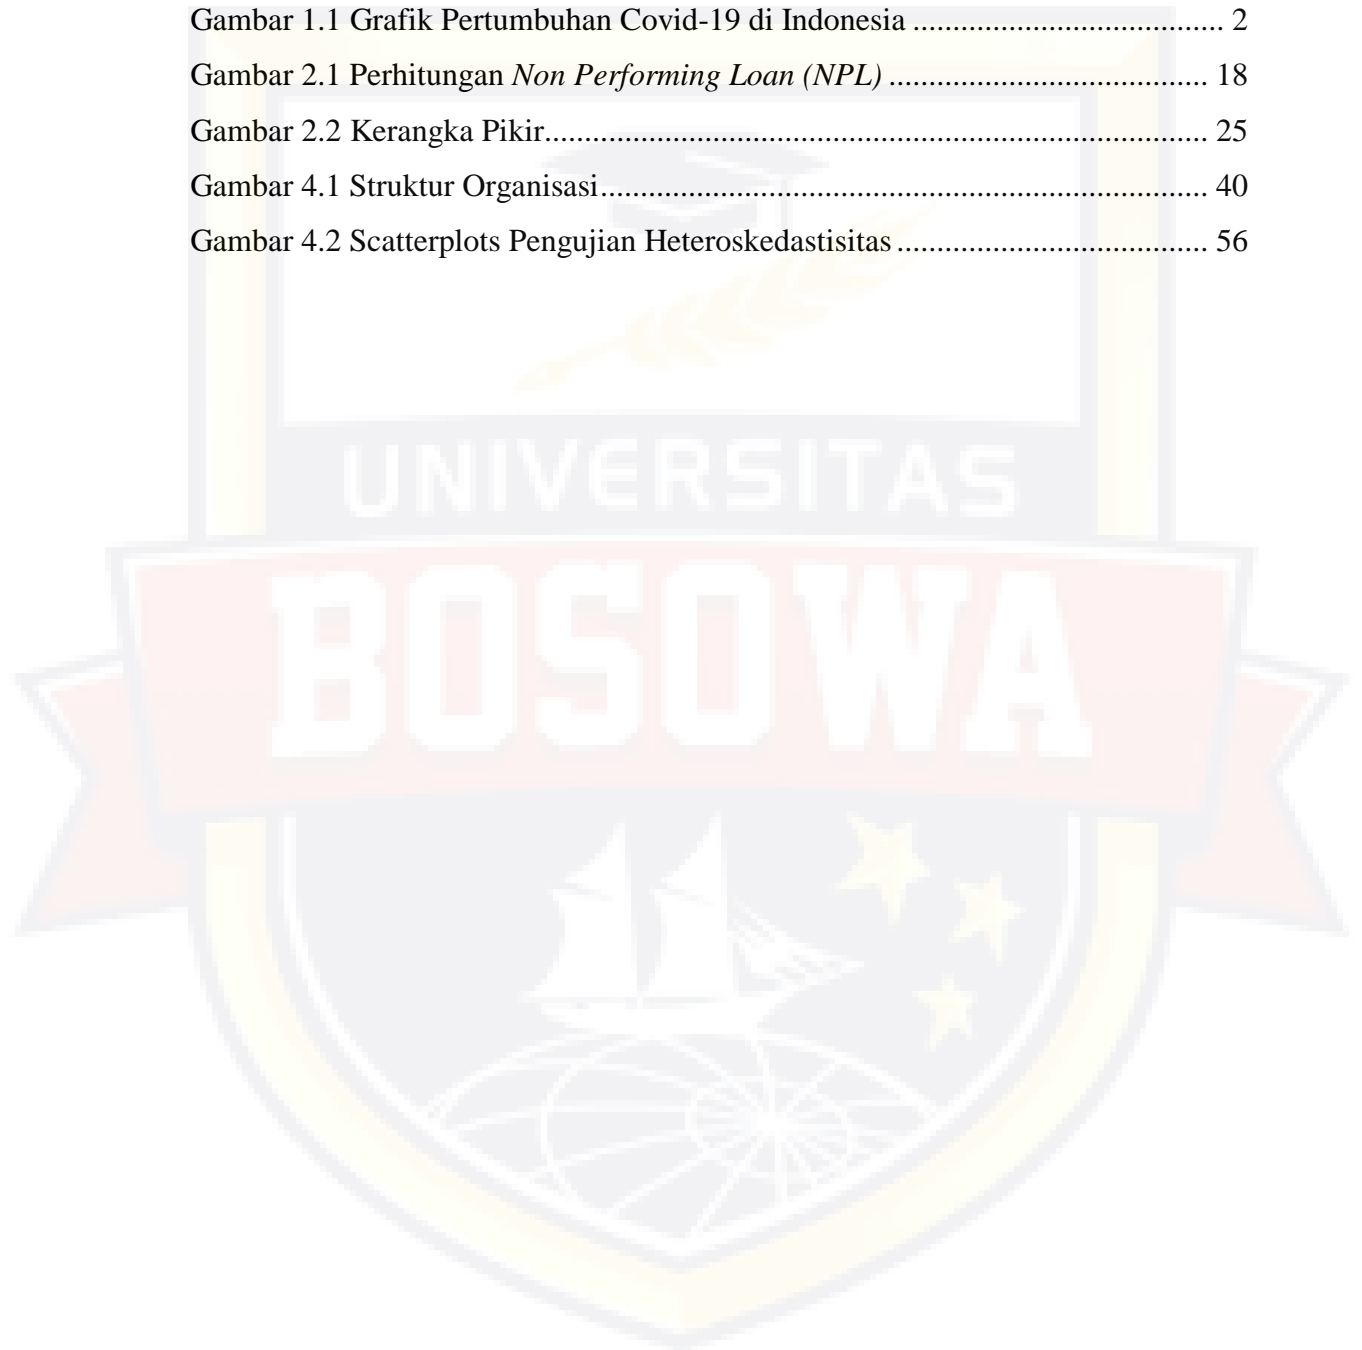 Gambar 1.1 Grafik Pertumbuhan Covid-19 di Indonesia ....................................... 2
Gambar 2.1 Perhitungan Non Performing Loan (NPL) ........................................ 18
Gambar 2.2 Kerangka Pikir................................................................................... 25
Gambar 4.1 Struktur Organisasi............................................................................ 40
Gambar 4.2 Scatterplots Pengujian Heteroskedastisitas ....................................... 56
UNIVERSITAS
BOSOWA